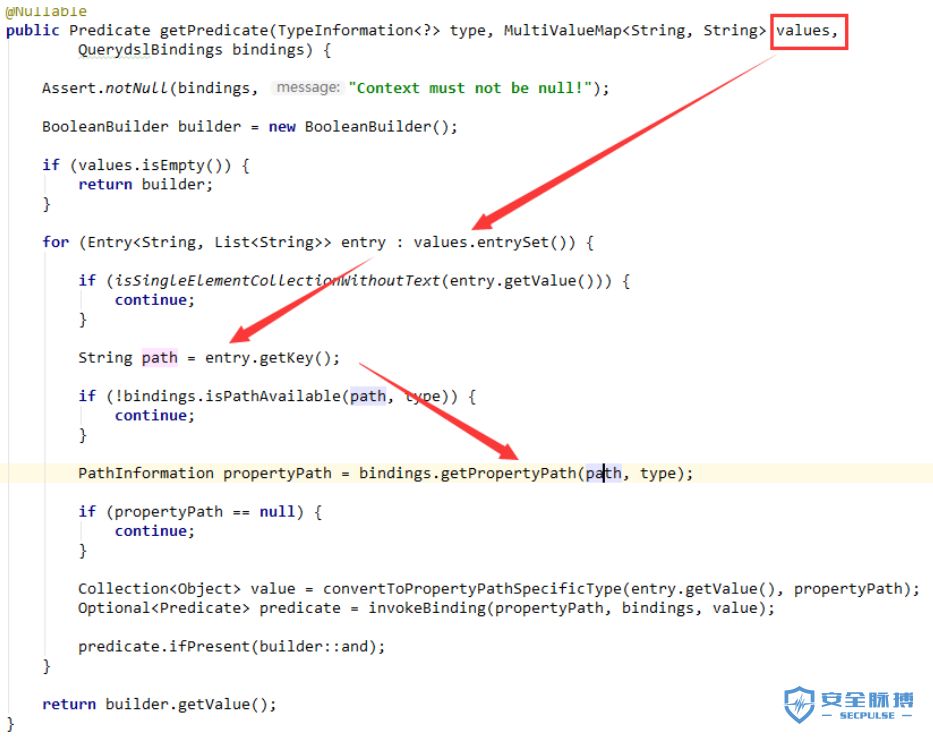 @Nullable
public Predicate getPredicate(TypeInformation<?> type, MultiValueMap<String, String> values,
QuerydslBindings bindings) {
Assert.notNull(bindings, message: "Context must not be null!");
BooleanBuilder builder = new BooleanBuilder();
if (values.isEmpty()) {
return builder;
}
for (Entry<String, List<String>> entry : values.entrySet()) {
if (isSingleElementCollectionWithoutText(entry.getValue())) {
continue;
}
String path = entry.getKey();
if (!bindings.isPathAvailable(path, type)) {
continue;
}
PathInformation propertyPath = bindings.getPropertyPath(path, type);
if (propertyPath == null) {
continue;
}
Collection<Object> value = convertToPropertyPathSpecificType(entry.getValue(), propertyPath);
Optional<Predicate> predicate = invokeBinding(propertyPath, bindings, value);
predicate.ifPresent(builder::and);
}
return builder.getValue();
}
安全脉搏
SECPULSE